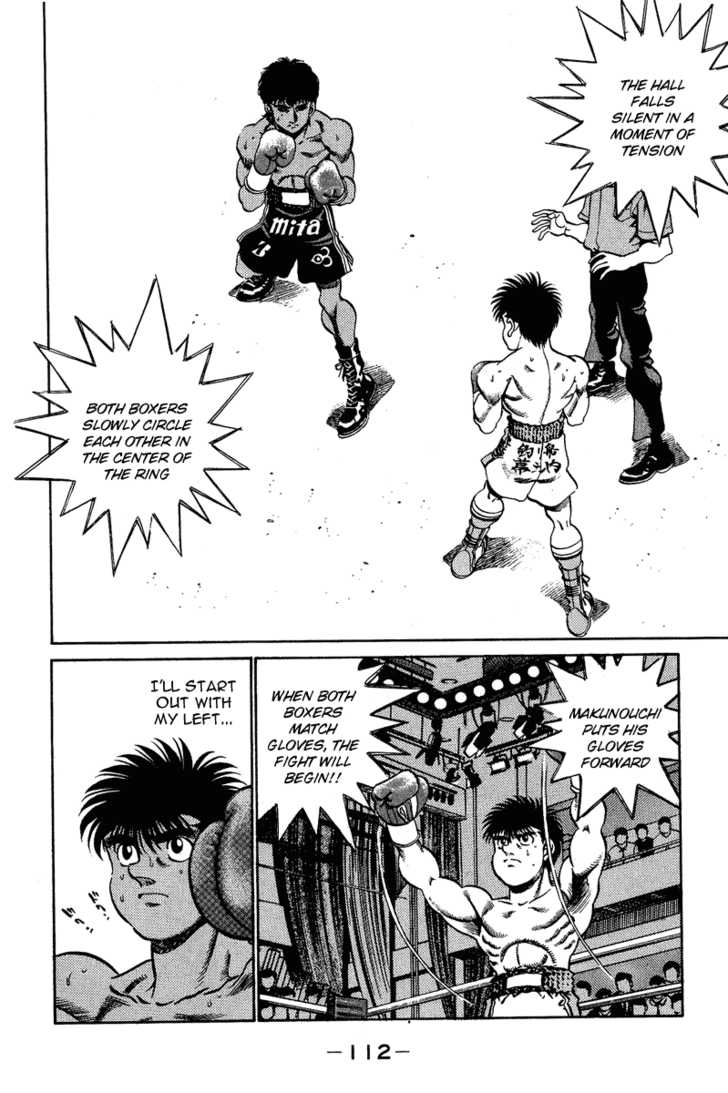 THE HALL
FALLS
SILENT IN A
MOMENT OF
TENSION
mita
BOTH BOXERS
SLOWLY CIRCLE
EACH OTHER IN
THE CENTER OF
THE RING
I'LL START
OUT WITH
MY LEFT...
WHEN BOTH
BOXERS
MATCH
GLOVES, THE
FIGHT WILL
BEGIN!!
MAKUNOUCHI
PUTS HIS
GLOVES
FORWARD
-112-